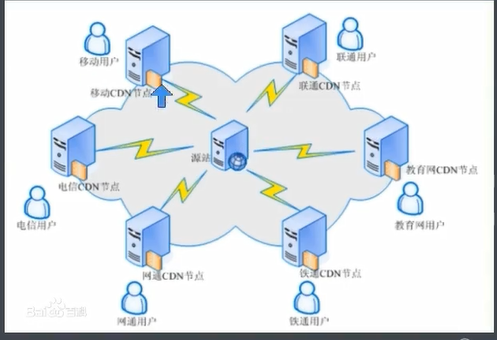 移动用户
联通用户
移动CDN节点
联通CDN节点
源站
教育网CDN节点
电信CDN节点
电信用户
教育网用户
网通CDN节点
铁通CDN节点
Bai百科
网通用户
铁通用户